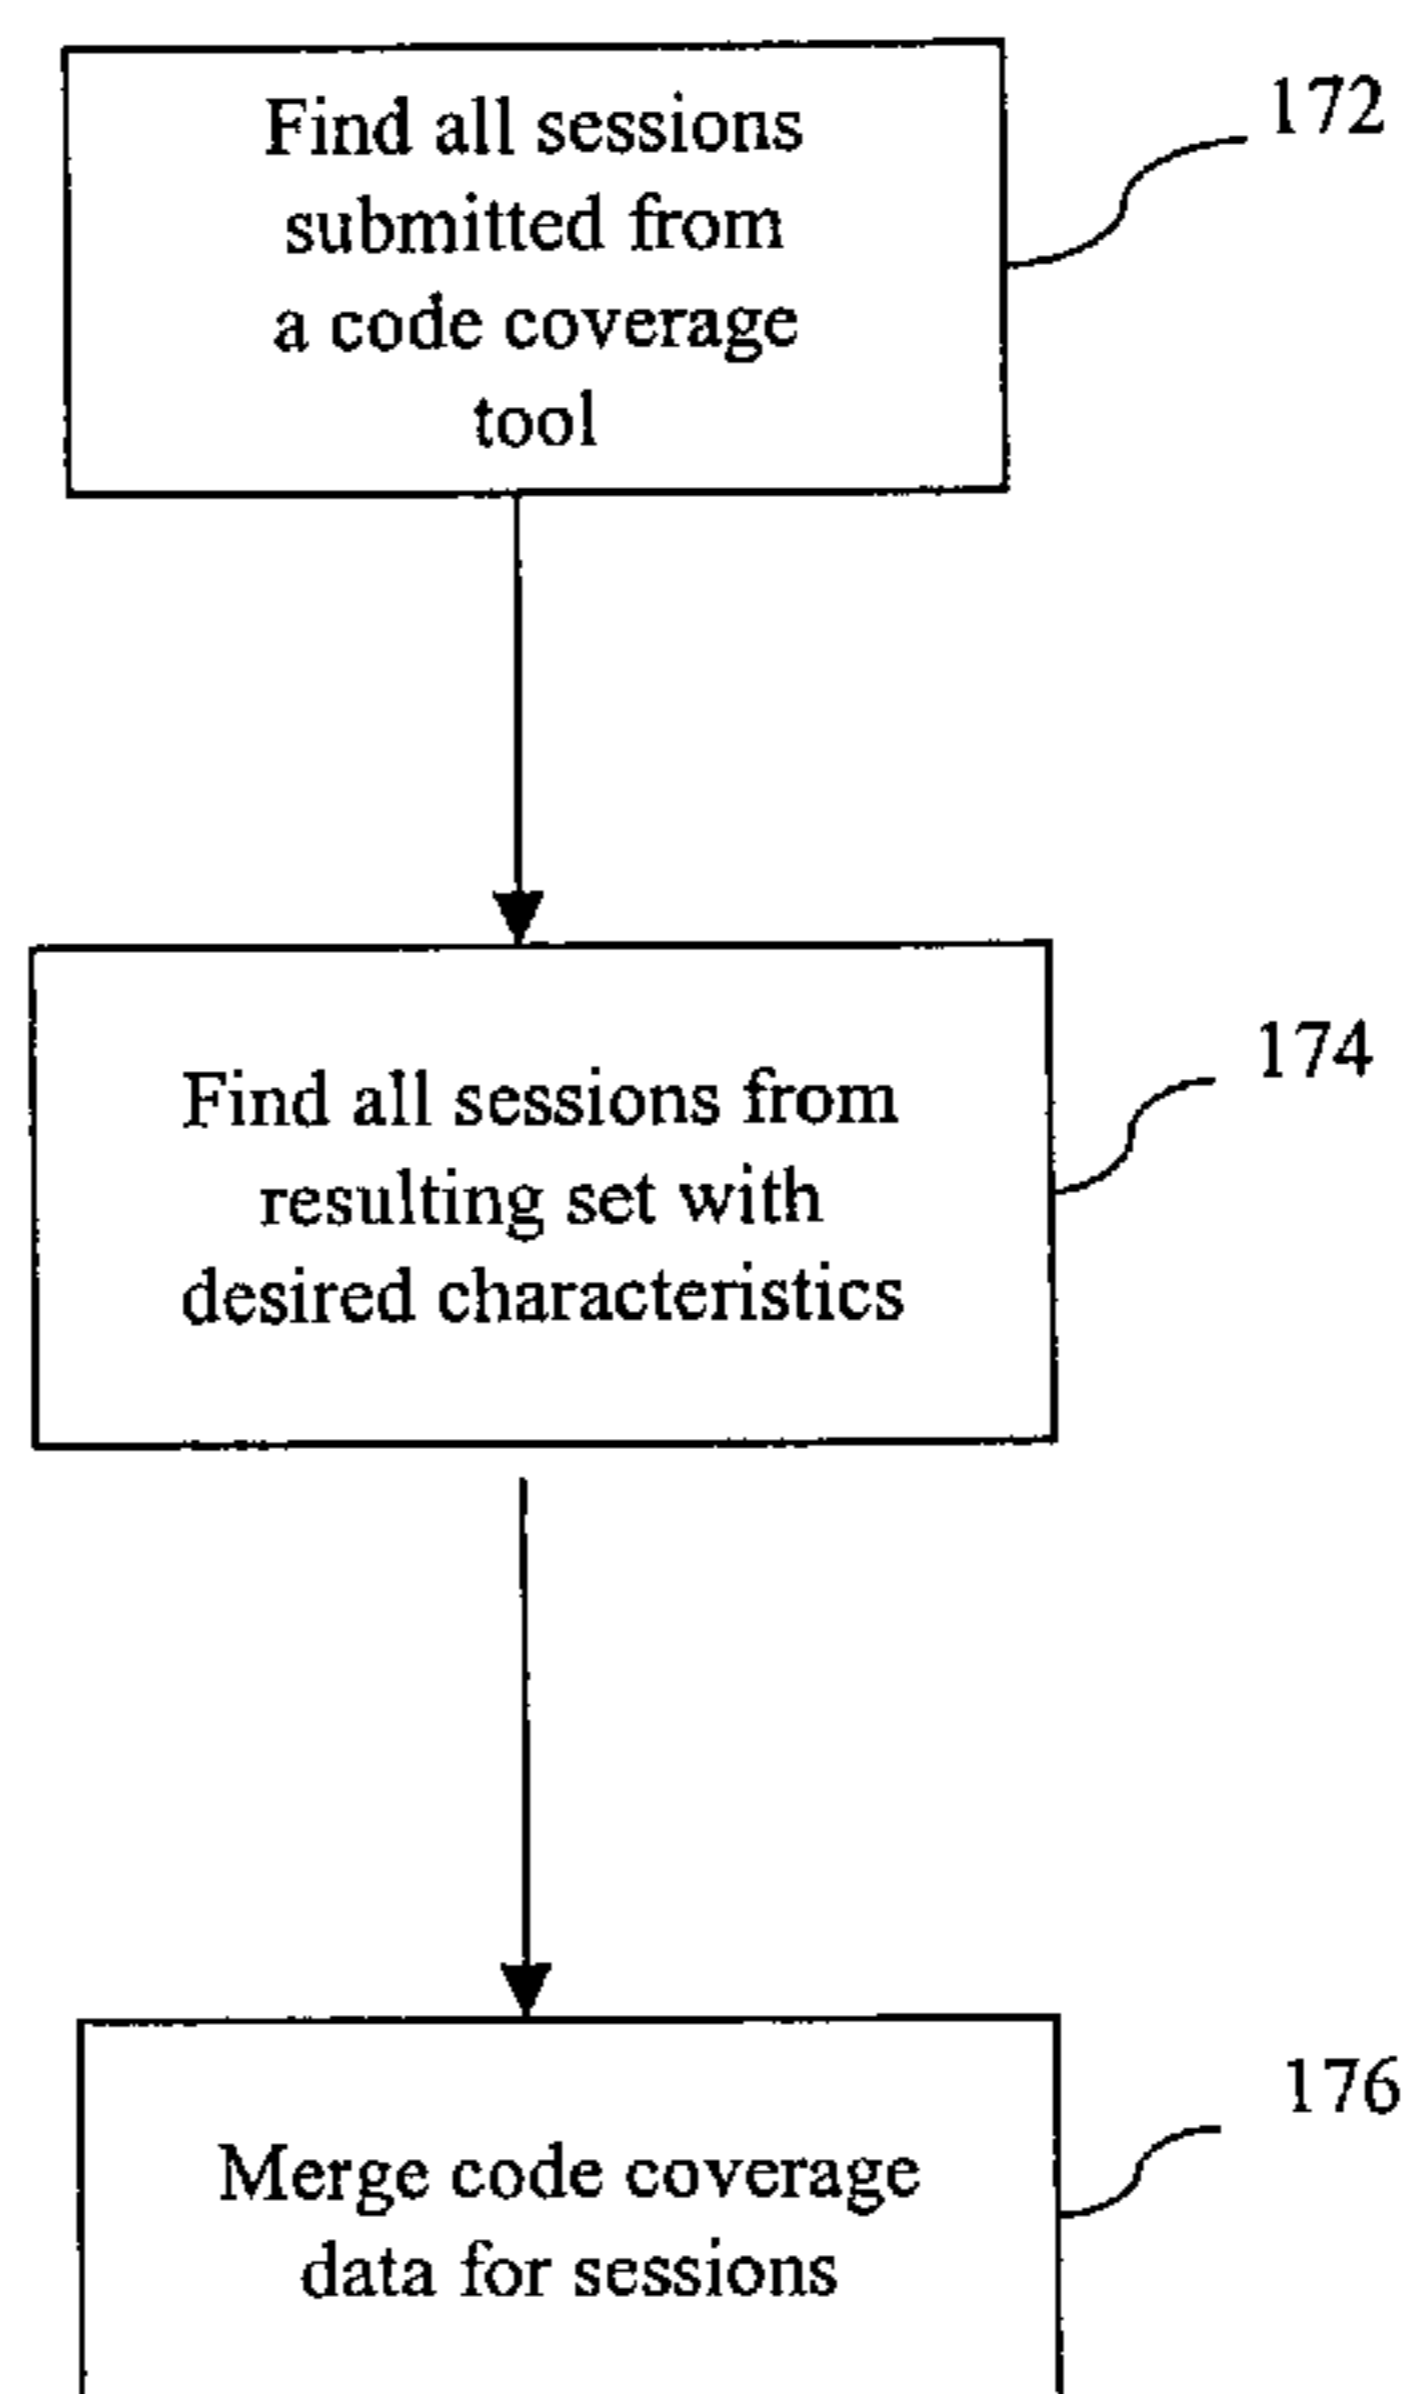 Find all sessions
submitted from
a code coverage
tool
172
Find all sessions from
resulting set with
desired characteristics
174
Merge code coverage
data for sessions
176